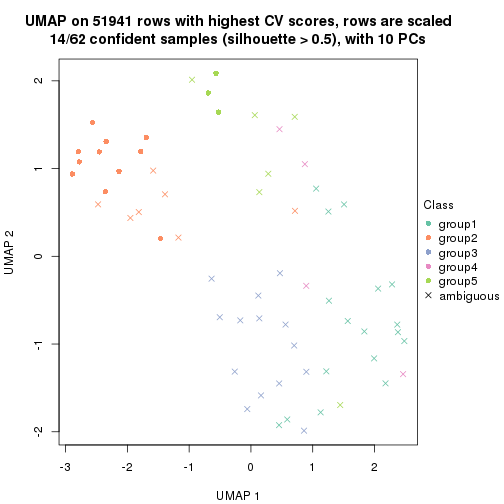 UMAP on 51941 rows with highest CV scores, rows are scaled
14/62 confident samples (silhouette > 0.5), with 10 PCs
2
1
0
-1
-2
UMAP 2
-3
-2
-1
0
1
2
UMAP 1
Class
group1
group2
group3
group4
group5
ambiguous